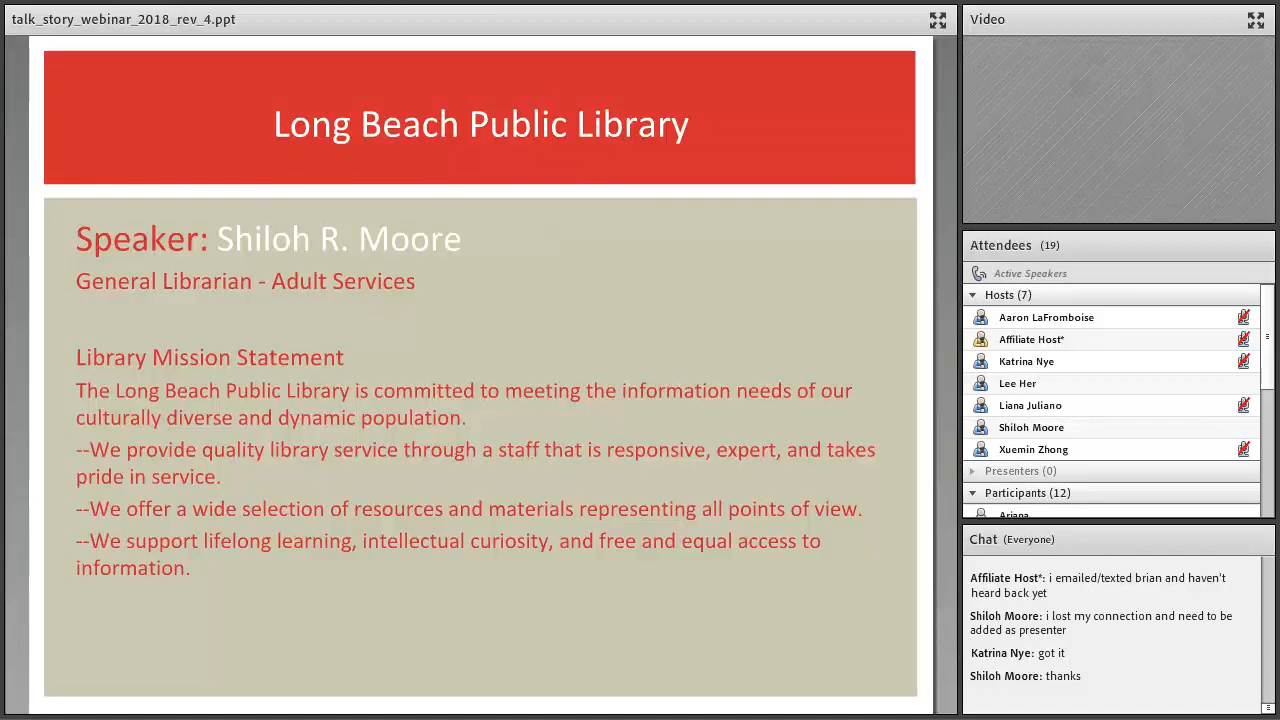 talk_story_webinar_2018_rev_4.ppt
Long Beach Public Library
Speaker: Shiloh R. Moore
General Librarian - Adult Services
Library Mission Statement
The Long Beach Public Library is committed to meeting the information needs of our
culturally diverse and dynamic population.
--We provide quality library service through a staff that is responsive, expert, and takes
pride in service.
--We offer a wide selection of resources and materials representing all points of view.
--We support lifelong learning, intellectual curiosity, and free and equal access to
information.
Video
Attendees (19)
Active Speakers
Hosts (7)
Aaron LaFromboise
Affiliate Host*
Katrina Nye
Lee Her
Liana Juliano
Shiloh Moore
Xuemin Zhong
Presenters (0)
Participants (12)
Ariana
Chat (Everyone)
Affiliate Host*: i emailed/texted brian and haven't
heard back yet
Shiloh Moore: i lost my connection and need to be
added as presenter
Katrina Nye: got it
Shiloh Moore: thanks